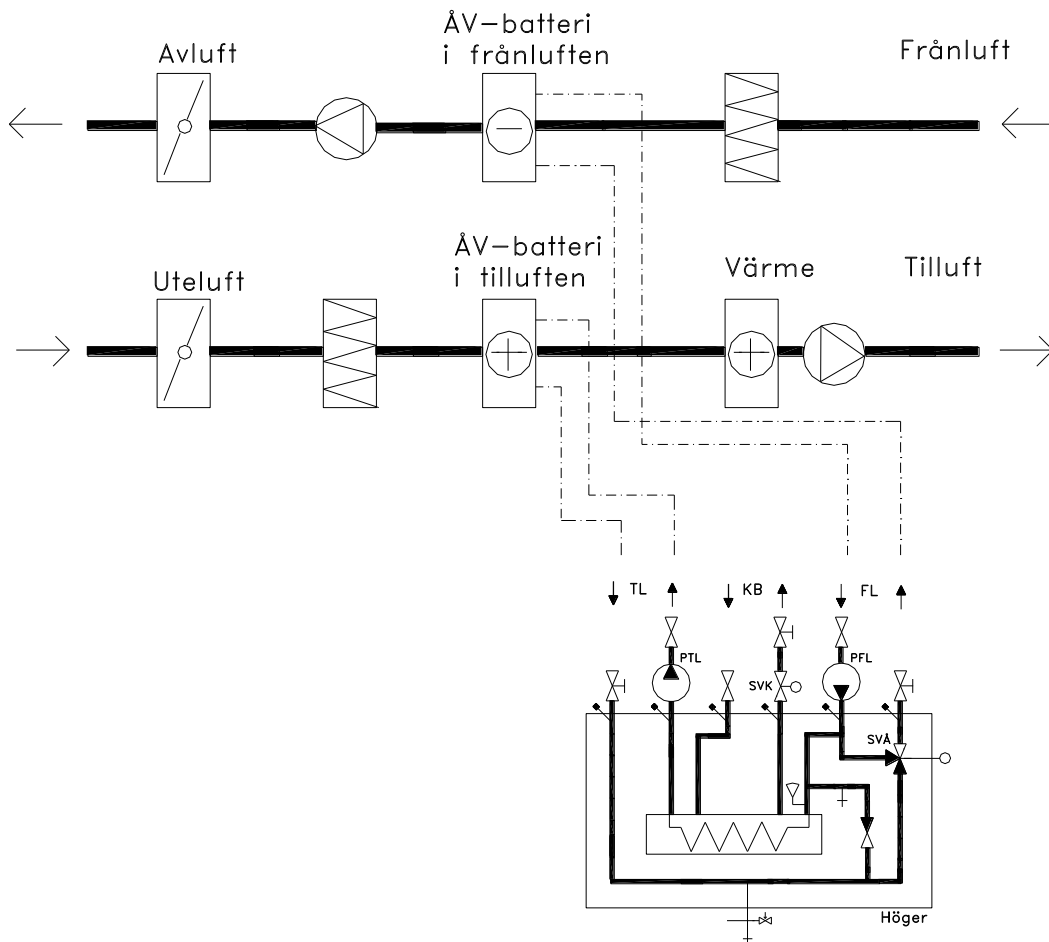 ÅV-batteri
i frånluften
Avluft
Frånluft
ÅV-batteri
i tilluften
Uteluft
Värme
Tilluft
TL
KB
FL
PTL
PFL
SVK
SVÅ
Höger